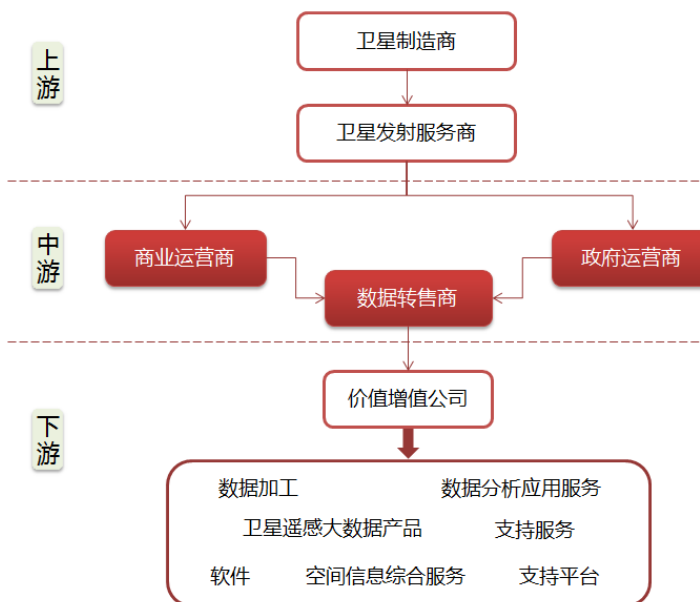 上游
卫星制造商
卫星发射服务商
中游
商业运营商
政府运营商
数据转售商
下游
价值增值公司
数据加工 数据分析应用服务
卫星遥感大数据产品 支持服务
软件 空间信息综合服务 支持平台